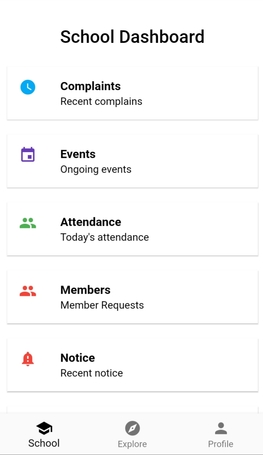 School Dashboard
Complaints
Recent complains
Events
Ongoing events
Attendance
Today's attendance
Members
Member Requests
Notice
Recent notice
School
Explore
Profile